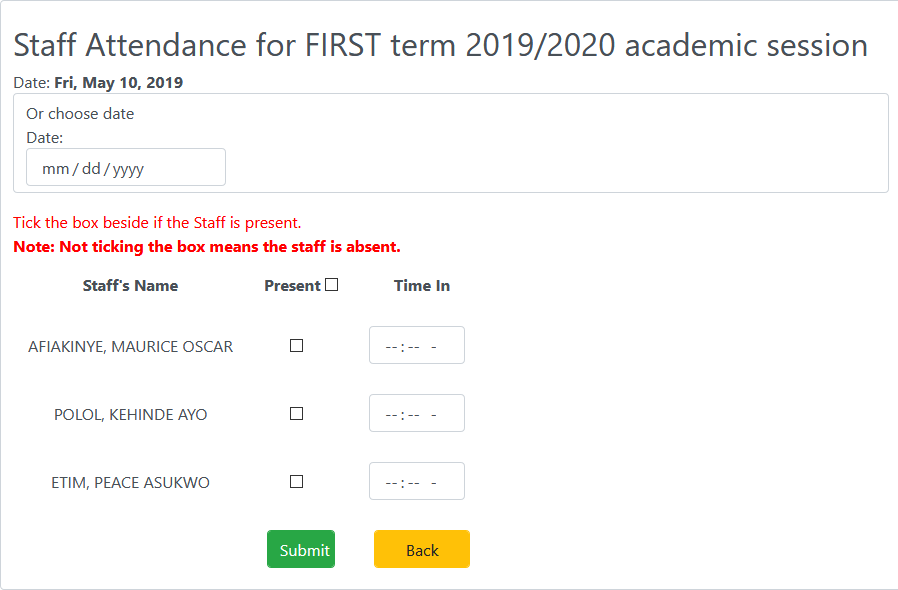 Staff Attendance for FIRST term 2019/2020 academic session
Date: Fri, May 10, 2019
Or choose date
Date:
mm / dd / yyyy
Tick the box beside if the Staff is present.
Note: Not ticking the box means the staff is absent.
Staff's Name Present Time In
AFIAKINYE, MAURICE OSCAR --:-- -
POLOL, KEHINDE AYO --:-- -
ETIM, PEACE ASUKWO --:-- -
Submit Back